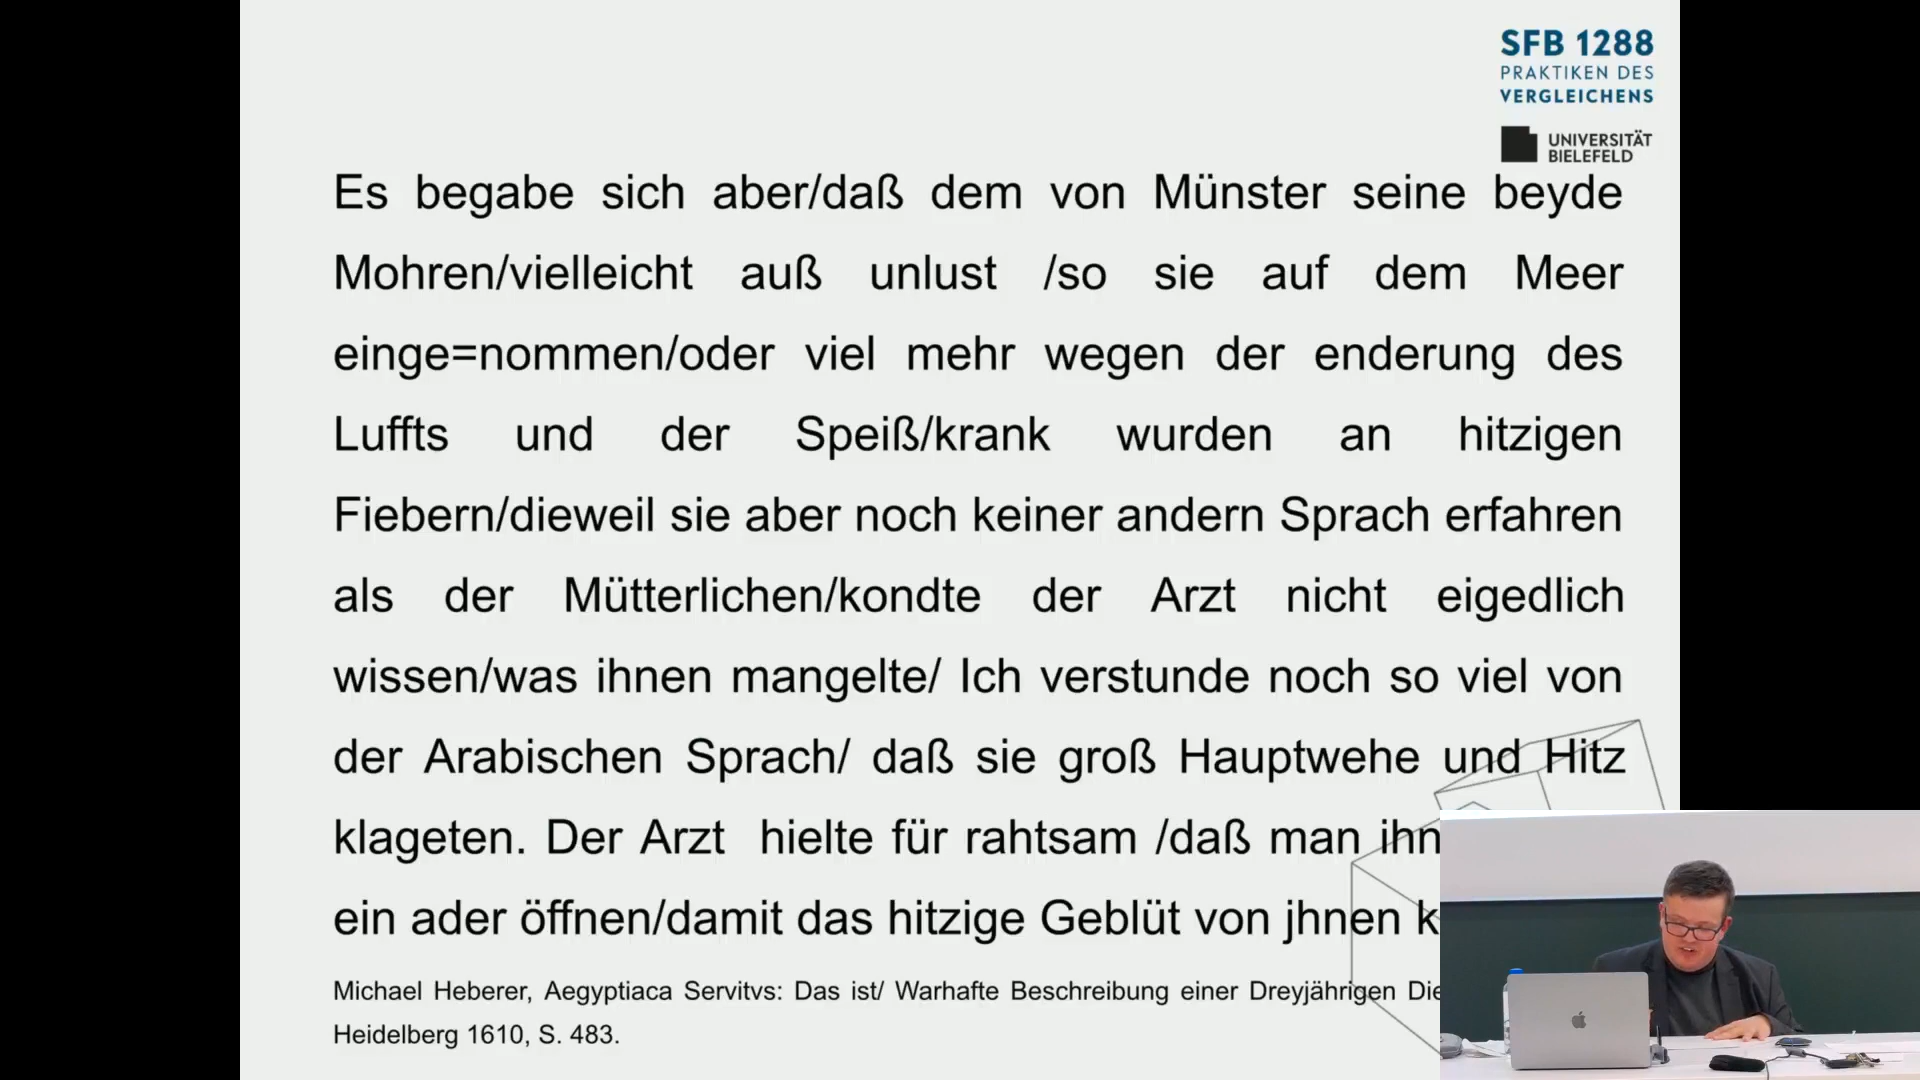 SFB 1288
PRAKTIKEN DES
VERGLEICHENS
UNIVERSITÄT
BIELEFELD
Es begabe sich aber/daß dem von Münster seine beyde
Mohren/vielleicht auß unlust /so sie auf dem Meer
einge=nommen/oder viel mehr wegen der enderung des
Luffts und der Speiß/krank wurden an hitzigen
Fiebern/dieweil sie aber noch keiner andern Sprach erfahren
als der Mütterlichen/kondte der Arzt nicht eigedlich
wissen/was ihnen mangelte/ Ich verstunde noch so viel von
der Arabischen Sprach/ daß sie groß Hauptwehe und Hitz
klageten. Der Arzt hielte für rahtsam /daß man
ein ader öffnen/damit das hitzige Geblüt von jhnen
Michael Heberer, Aegyptiaca Servitvs: Das ist/ Warhafte Beschreibung einer Dreyjährigen
Heidelberg 1610, S. 483.